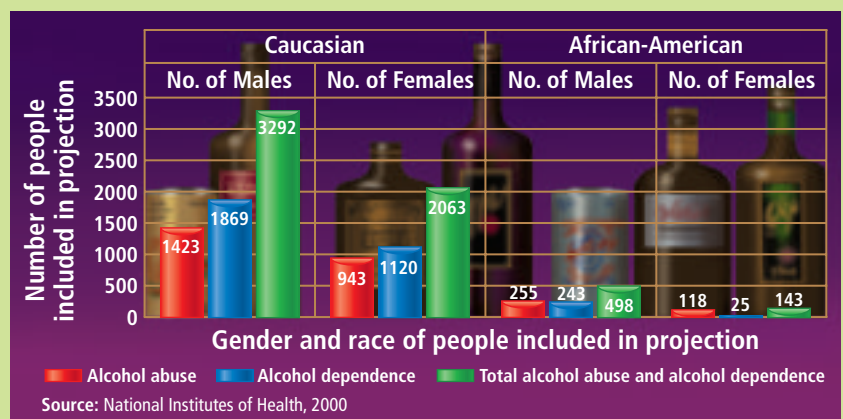 Caucasian African-American
No. of Males No. of Females No. of Males No. of Females
Number of people
included in projection
3500
3000
2500
2000
1500
1000
500
0
1423 1869 3292
943 1120 2063
255 243 498
118 25 143
Gender and race of people included in projection
Alcohol abuse Alcohol dependence Total alcohol abuse and alcohol dependence
Source: National Institutes of Health, 2000